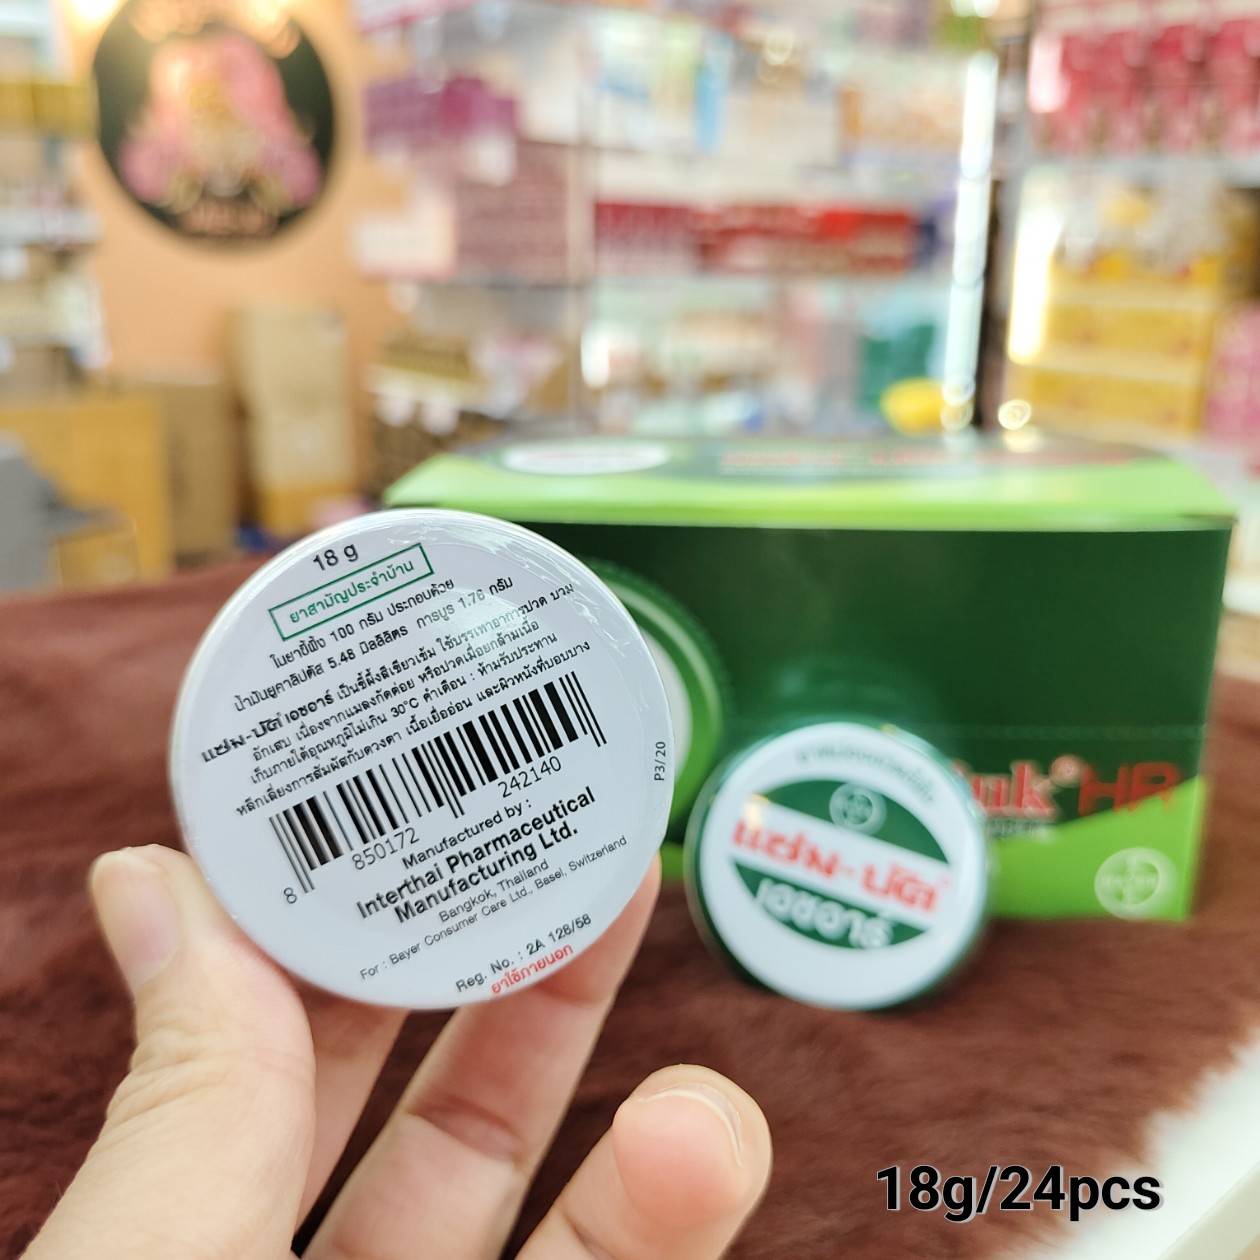 18 g
ยาสามัญประจำบ้าน
ในยาขี้ผึ้ง 100 กรัม ประกอบด้วย
น้ำมันยูคาลิปตัส 5.48 มิลลิลิตร การบูร 1.76 กรัม
แซม-บัค เอชอาร์ เป็นขี้ผึ้งสีเขียวเข้ม ใช้บรรเทาอาการปวด บวม
อักเสบ เนื่องจากแมลงกัดต่อย หรือปวดเมื่อยกล้ามเนื้อ
เก็บภายใต้อุณหภูมิไม่เกิน 30°C คำเตือน : ห้ามรับประทาน
หลีกเลี่ยงการสัมผัสกับดวงตา เนื้อเยื่ออ่อน และผิวหนังที่บอบบาง
8 850172 242140
P3/20
Manufactured by :
Interthai Pharmaceutical
Manufacturing Ltd.
Bangkok, Thailand
For : Bayer Consumer Care Ltd., Basel, Switzerland
Reg. No. : 2A 128/58
ยาใช้ภายนอก
แซม-บัค
เอชอาร์
HR
18g/24pcs